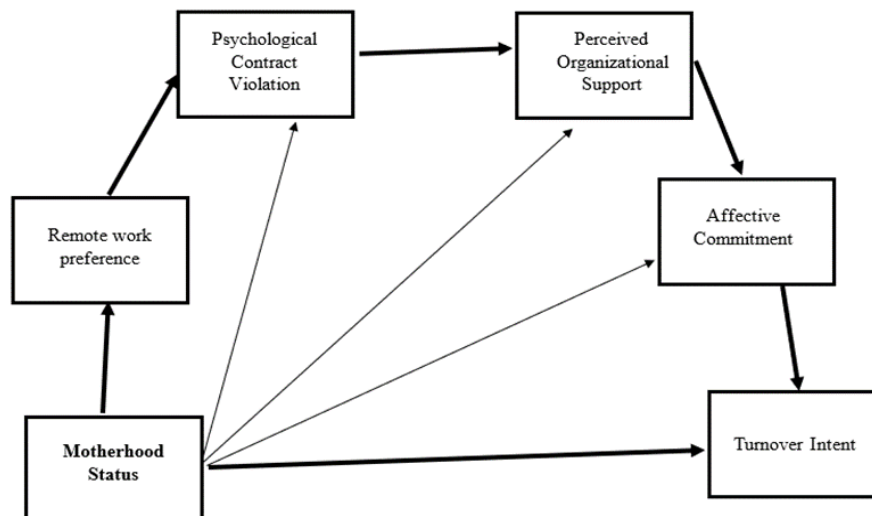 Psychological
Contract
Violation
Perceived
Organizational
Support
Affective
Commitment
Remote work
preference
Motherhood
Status
Turnover Intent